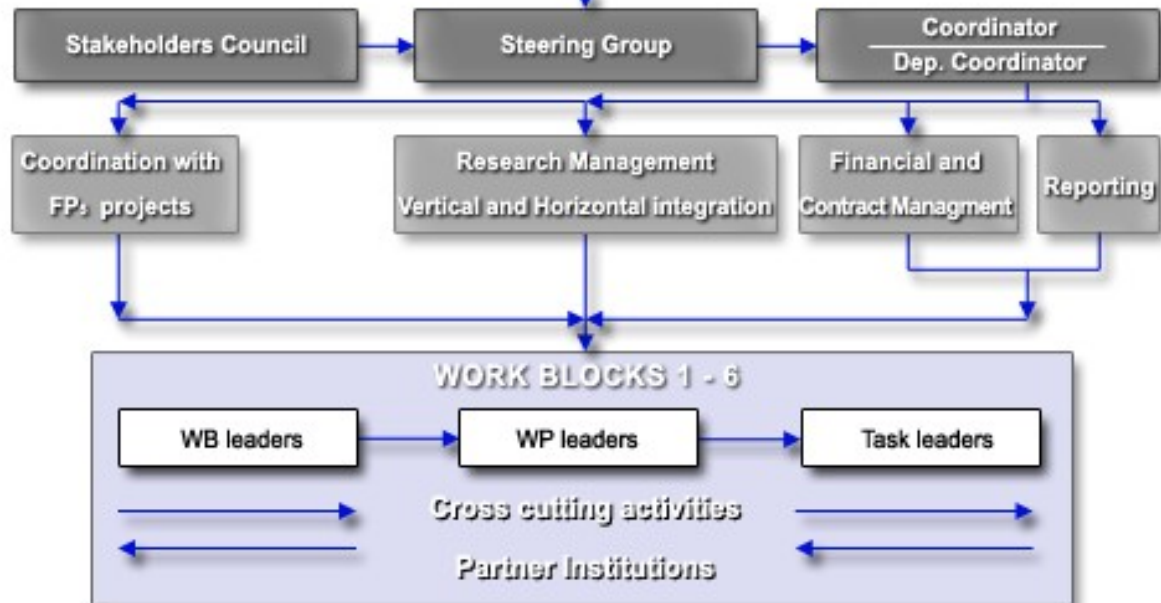 Stakeholders Council
Steering Group
Coordinator
Dep. Coordinator
Coordination with
FPs projects
Research Management
Vertical and Horizontal integration
Financial and
Contract Managment
Reporting
WORK BLOCKS 1 - 6
WB leaders
WP leaders
Task leaders
Cross cutting activities
Partner Institutions